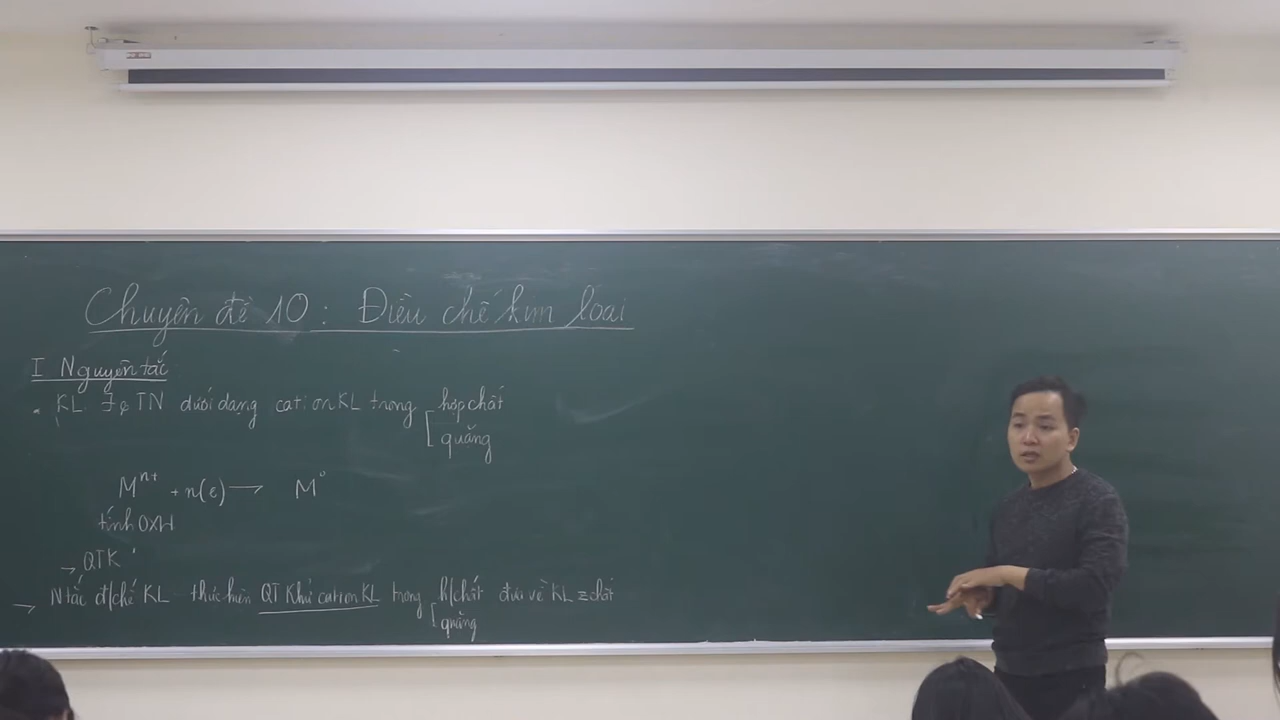 Chuyên đề 10 : Điều chế kim loại
I Nguyên tắc
KL ∃ ę TN dưới dạng cation KL trong [ hợp chất
quặng
Mⁿ⁺ + n(e) → M⁰
tính OXH
→ QTK
→ Ntắc đ/chế KL thực hiện QT Khử cation KL trong [ h/chất đưa về KL ≡ chất
quặng